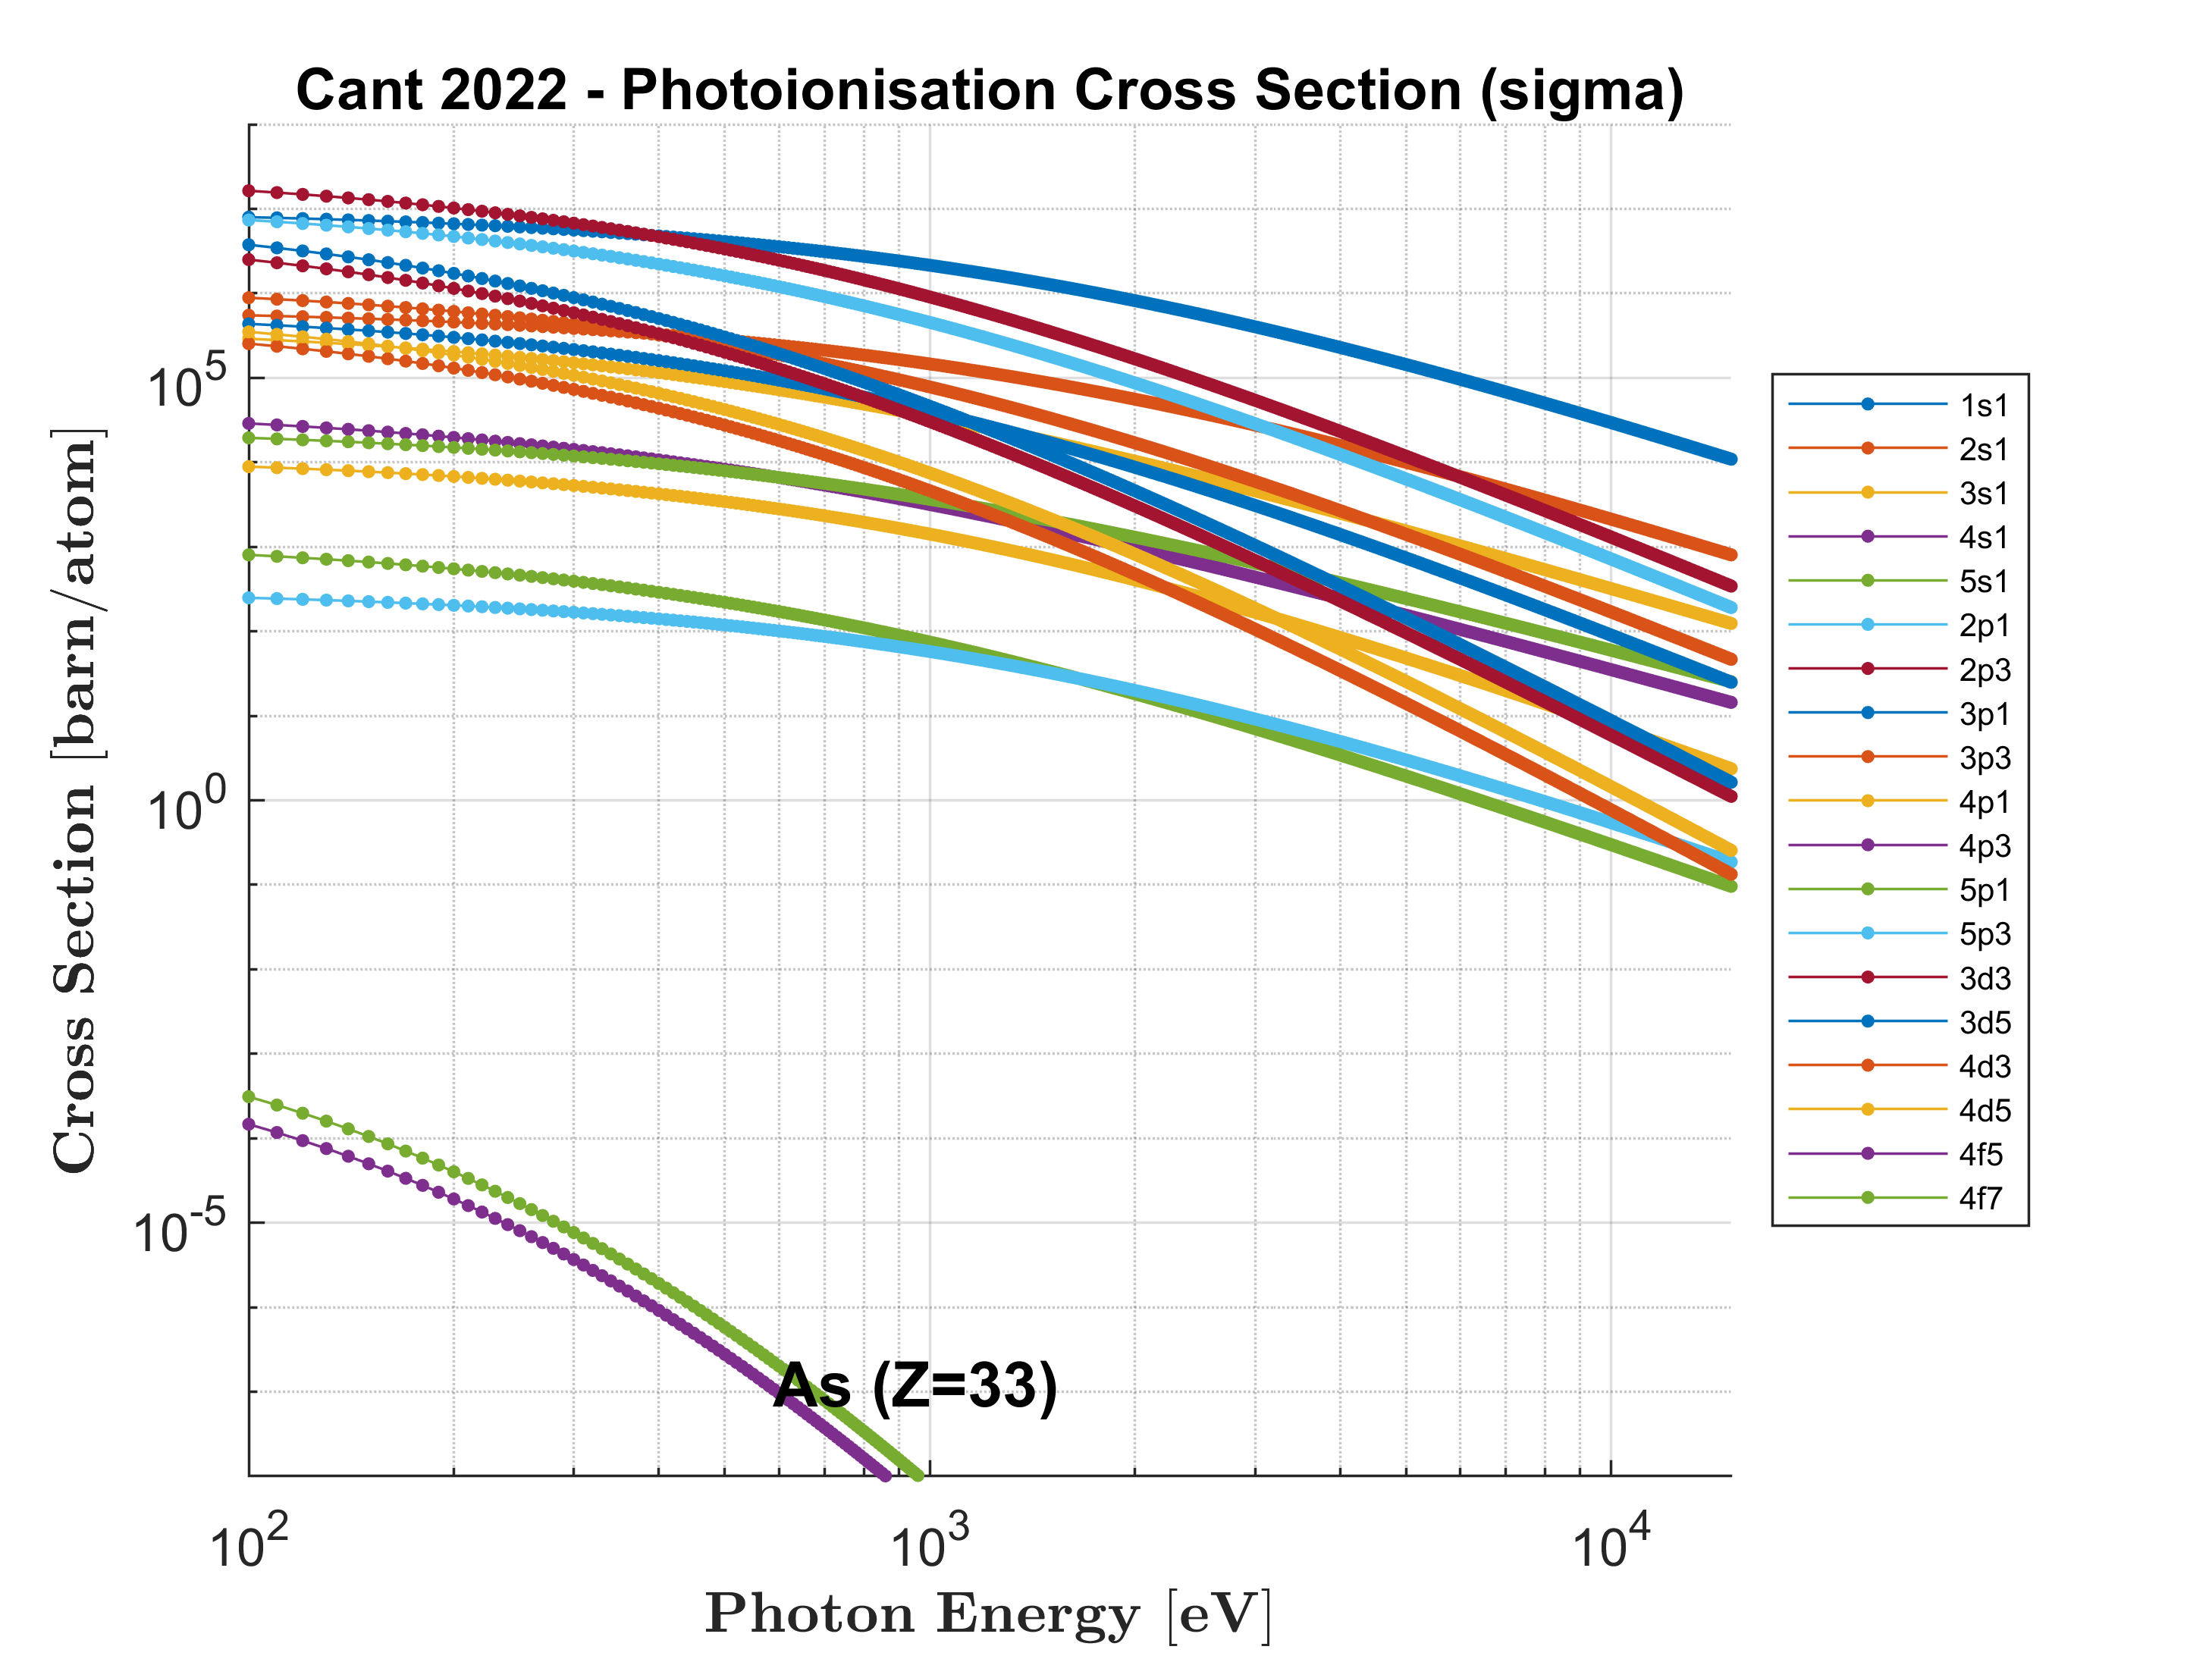 Cant 2022 - Photoionisation Cross Section (sigma)
Cross Section [barn/atom]
10^5
10^0
10^-5
As (Z=33)
10^2
10^3
10^4
Photon Energy [eV]
1s1
2s1
3s1
4s1
5s1
2p1
2p3
3p1
3p3
4p1
4p3
5p1
5p3
3d3
3d5
4d3
4d5
4f5
4f7